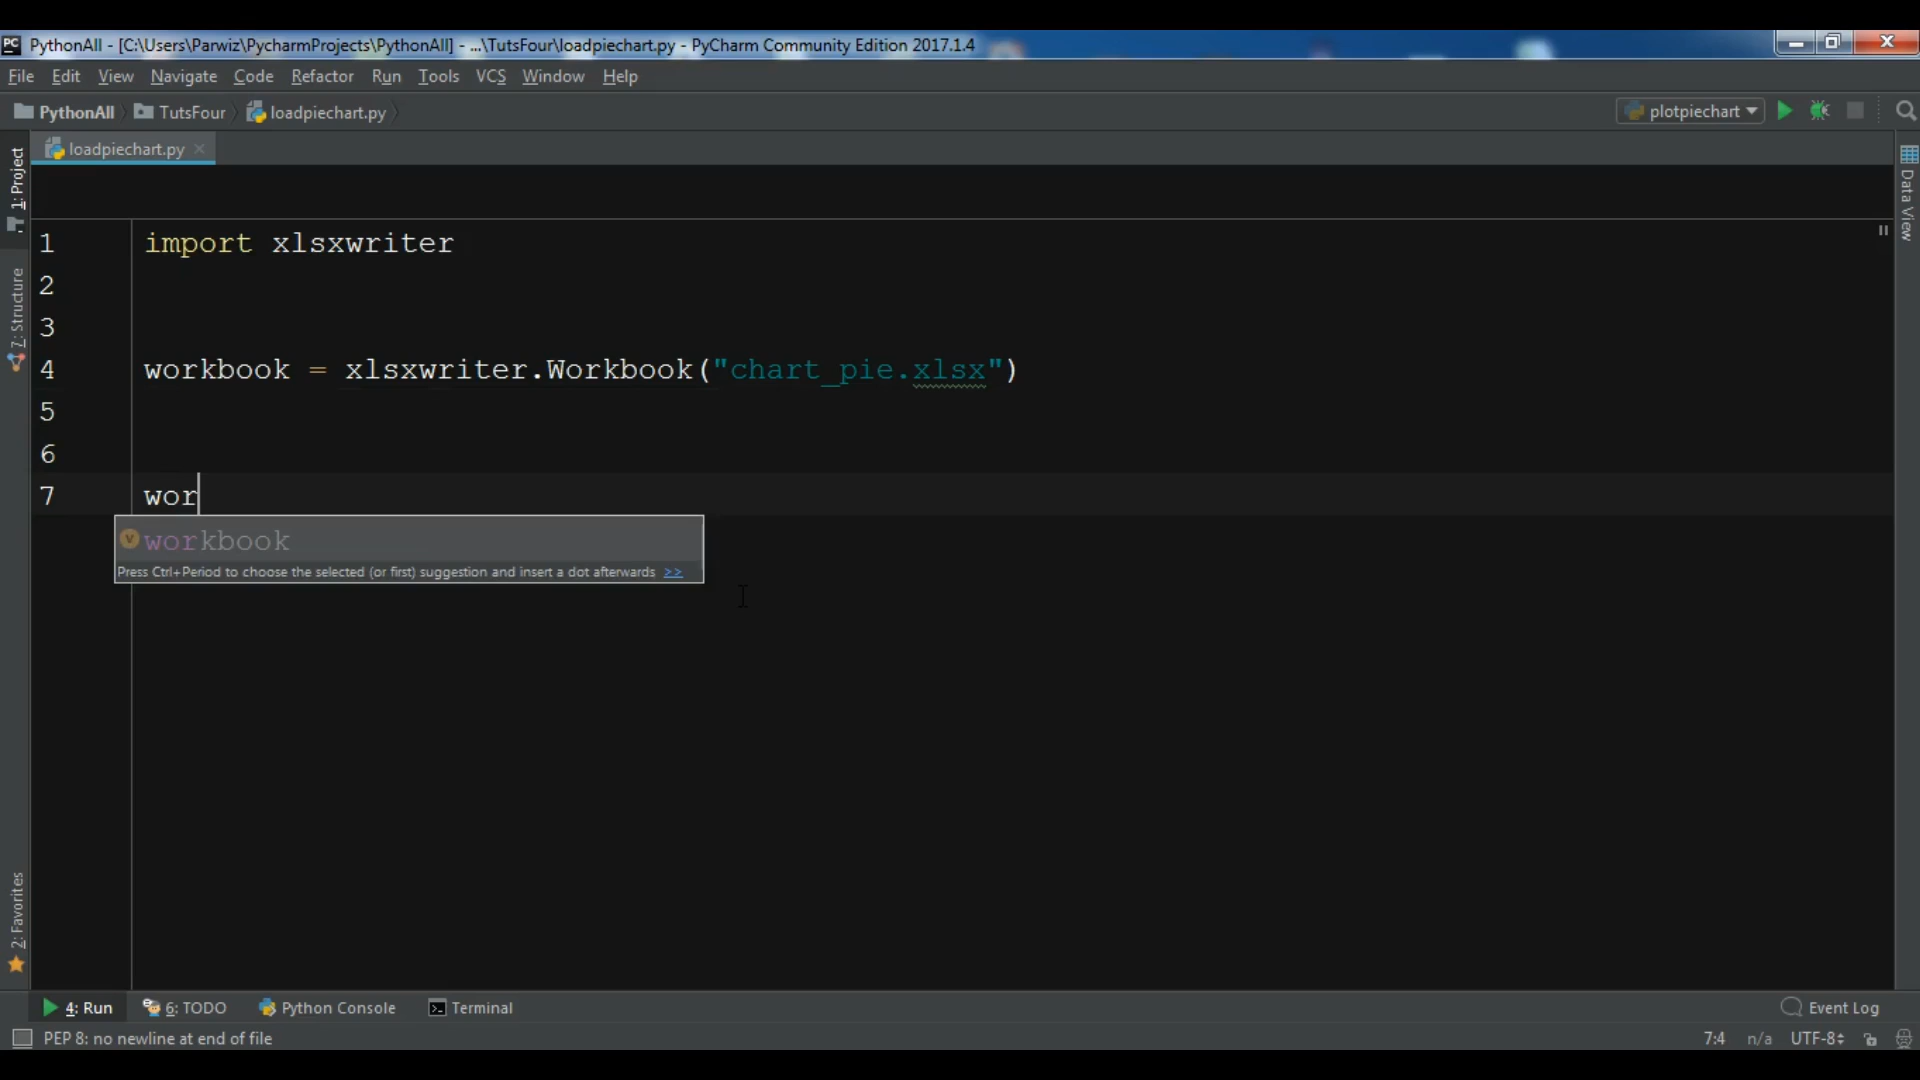 PC PythonAll - [C:\Users\Parwiz\PycharmProjects\PythonAll] - ...\TutsFour\loadpiechart.py - PyCharm Community Edition 2017.1.4
File Edit View Navigate Code Refactor Run Tools VCS Window Help
PythonAll TutsFour loadpiechart.py plotpiechart
loadpiechart.py
1: Project
7: Structure
2: Favorites
Data View
1 import xlsxwriter
2
3
4 workbook = xlsxwriter.Workbook("chart_pie.xlsx")
5
6
7 wor
v workbook
Press Ctrl+Period to choose the selected (or first) suggestion and insert a dot afterwards >>
4: Run 6: TODO Python Console Terminal Event Log
PEP 8: no newline at end of file 7:4 n/a UTF-8